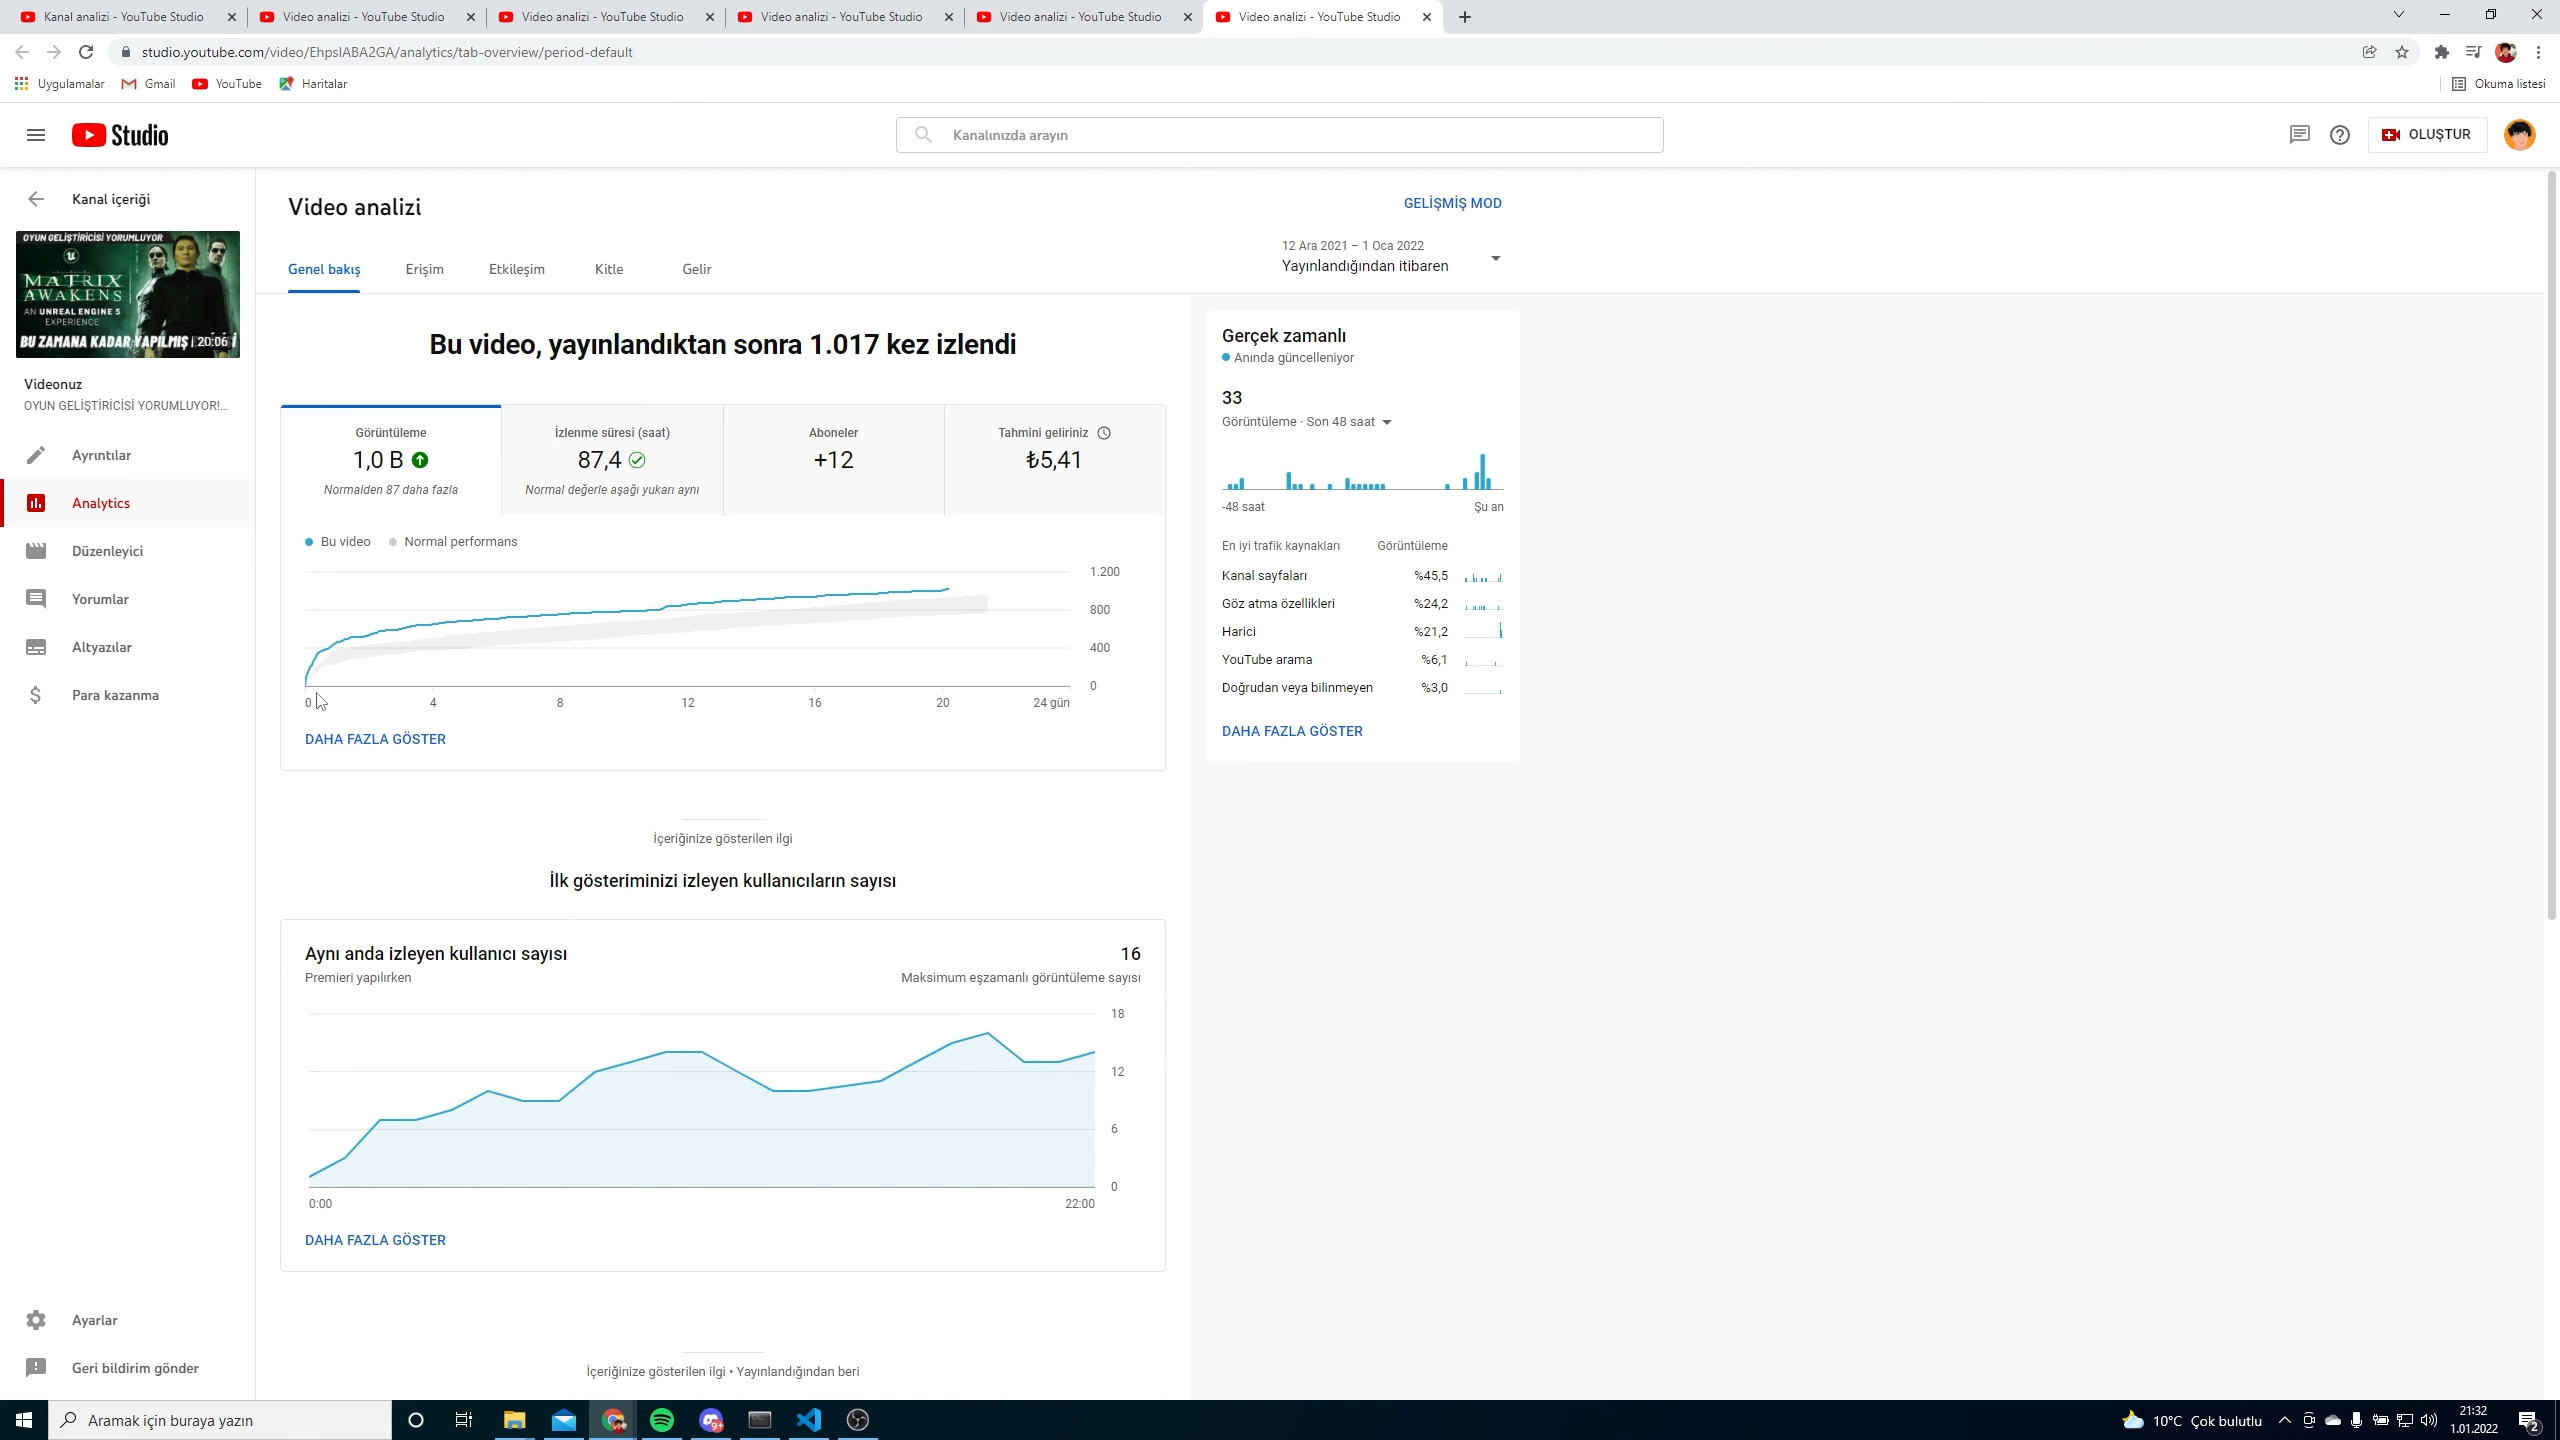 Kanal analizi - YouTube Studio
Video analizi - YouTube Studio
Video analizi - YouTube Studio
Video analizi - YouTube Studio
Video analizi - YouTube Studio
Video analizi - YouTube Studio
studio.youtube.com/video/EhpsIABA2GA/analytics/tab-overview/period-default
Uygulamalar
Gmail
YouTube
Haritalar
Okuma listesi
Studio
Kanalınızda arayın
OLUŞTUR
Kanal içeriği
OYUN GELİŞTİRİCİSİ YORUMLUYOR
MATRIX
AWAKENS
AN UNREAL ENGINE 5
EXPERIENCE
BU ZAMANA KADAR YAPILMIŞ
20:06
Videonuz
OYUN GELİŞTİRİCİSİ YORUMLUYOR!...
Ayrıntılar
Analytics
Düzenleyici
Yorumlar
Altyazılar
Para kazanma
Ayarlar
Geri bildirim gönder
Video analizi
GELİŞMİŞ MOD
Genel bakış
Erişim
Etkileşim
Kitle
Gelir
12 Ara 2021 – 1 Oca 2022
Yayınlandığından itibaren
Bu video, yayınlandıktan sonra 1.017 kez izlendi
Görüntüleme
1,0 B
Normalden 87 daha fazla
İzlenme süresi (saat)
87,4
Normal değerle aşağı yukarı aynı
Aboneler
+12
Tahmini geliriniz
₺5,41
Bu video
Normal performans
1.200
800
400
0
0 4 8 12 16 20 24 gün
DAHA FAZLA GÖSTER
İçeriğinize gösterilen ilgi
İlk gösteriminizi izleyen kullanıcıların sayısı
Aynı anda izleyen kullanıcı sayısı
16
Premieri yapılırken
Maksimum eşzamanlı görüntüleme sayısı
18
12
6
0
0:00
22:00
DAHA FAZLA GÖSTER
İçeriğinize gösterilen ilgi • Yayınlandığından beri
Gerçek zamanlı
Anında güncelleniyor
33
Görüntüleme · Son 48 saat
-48 saat
Şu an
En iyi trafik kaynakları
Görüntüleme
Kanal sayfaları %45,5
Göz atma özellikleri %24,2
Harici %21,2
YouTube arama %6,1
Doğrudan veya bilinmeyen %3,0
DAHA FAZLA GÖSTER
Aramak için buraya yazın
9+
10°C Çok bulutlu
21:32
1.01.2022
2